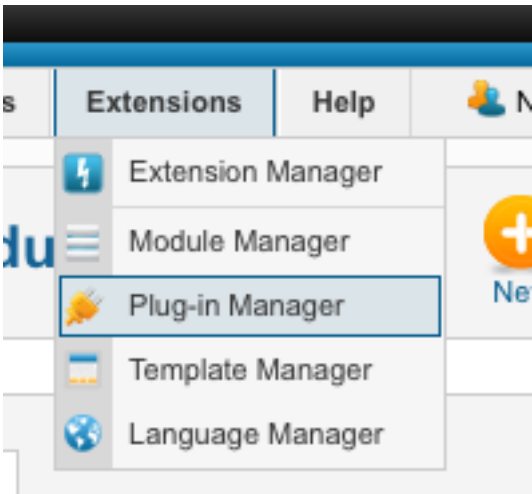 s Extensions Help N
Extension Manager
du
Module Manager
Plug-in Manager
Ne
Template Manager
Language Manager